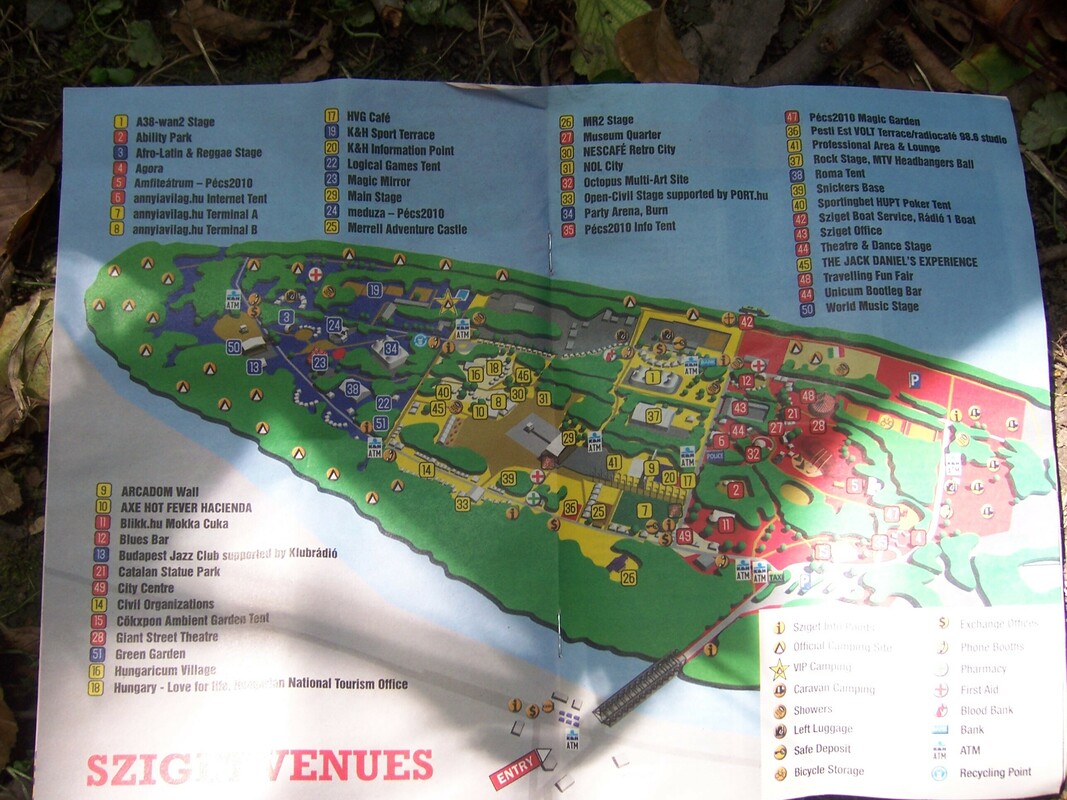 1 A38-wan2 Stage
2 Ability Park
3 Afro-Latin & Reggae Stage
4 Agora
5 Amfiteátrum – Pécs2010
5 annyiavilag.hu Internet Tent
7 annyiavilag.hu Terminal A
8 annyiavilag.hu Terminal B
17 HVG Café
19 K&H Sport Terrace
20 K&H Information Point
22 Logical Games Tent
23 Magic Mirror
29 Main Stage
24 meduza – Pécs2010
25 Merrell Adventure Castle
26 MR2 Stage
27 Museum Quarter
30 NESCAFÉ Retro City
31 NOL City
32 Octopus Multi-Art Site
33 Open-Civil Stage supported by PORT.hu
34 Party Arena, Burn
35 Pécs2010 Info Tent
47 Pécs2010 Magic Garden
36 Pesti Est VOLT Terrace/radiocafé 98.6 studio
41 Professional Area & Lounge
37 Rock Stage, MTV Headbangers Ball
38 Roma Tent
39 Snickers Base
40 Sportingbet HUPT Poker Tent
42 Sziget Boat Service, Rádió 1 Boat
43 Sziget Office
44 Theatre & Dance Stage
45 THE JACK DANIEL'S EXPERIENCE
48 Travelling Fun Fair
44 Unicum Bootleg Bar
50 World Music Stage
9 ARCADOM Wall
10 AXE HOT FEVER HACIENDA
11 Blikk.hu Mokka Cuka
12 Blues Bar
13 Budapest Jazz Club supported by Klubrádió
21 Catalan Statue Park
49 City Centre
14 Civil Organizations
15 Cökxpon Ambient Garden Tent
28 Giant Street Theatre
51 Green Garden
16 Hungaricum Village
18 Hungary - Love for life, Hungarian National Tourism Office
SZIGET VENUES
ENTRY
ATM
POLICE
TAXI
P
Sziget Info Points
Official Camping Site
VIP Camping
Caravan Camping
Showers
Left Luggage
Safe Deposit
Bicycle Storage
Exchange Offices
Phone Booths
Pharmacy
First Aid
Blood Bank
Bank
ATM
Recycling Point